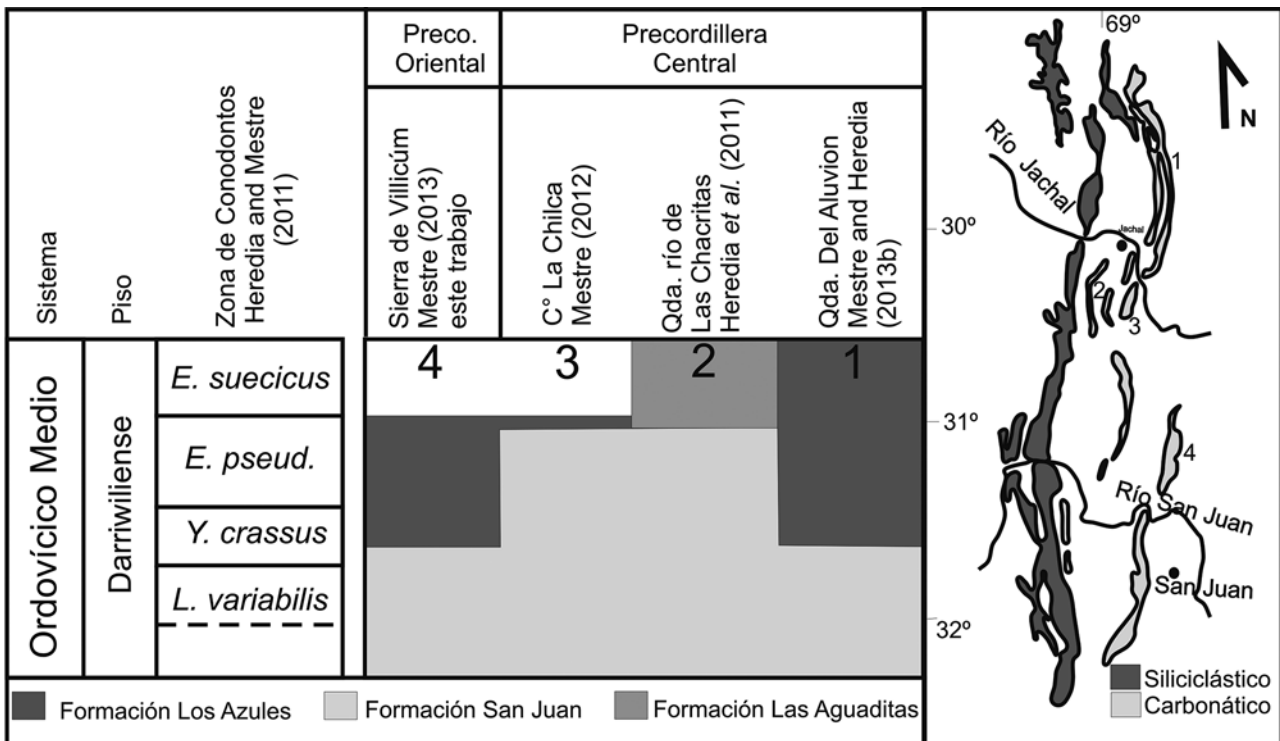 Preco.
Oriental
Precordillera
Central
Sistema
Piso
Zona de Conodontos
Heredia and Mestre
(2011)
Sierra de Villicúm
Mestre (2013)
este trabajo
C° La Chilca
Mestre (2012)
Qda. río de
Las Chacritas
Heredia et al. (2011)
Qda. Del Aluvion
Mestre and Heredia
(2013b)
4
3
2
1
Ordovícico Medio
Darriwiliense
E. suecicus
E. pseud.
Y. crassus
L. variabilis
Formación Los Azules
Formación San Juan
Formación Las Aguaditas
69º
N
Río Jachal
1
30º
Jachal
2
3
31º
4
Río San Juan
San Juan
32º
Siliciclástico
Carbonático